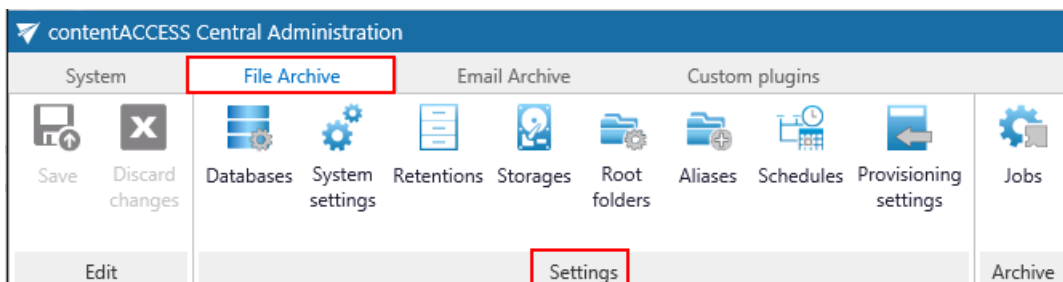 contentACCESS Central Administration
System File Archive Email Archive Custom plugins
Save Discard changes Databases System settings Retentions Storages Root folders Aliases Schedules Provisioning settings Jobs
Edit Settings Archive